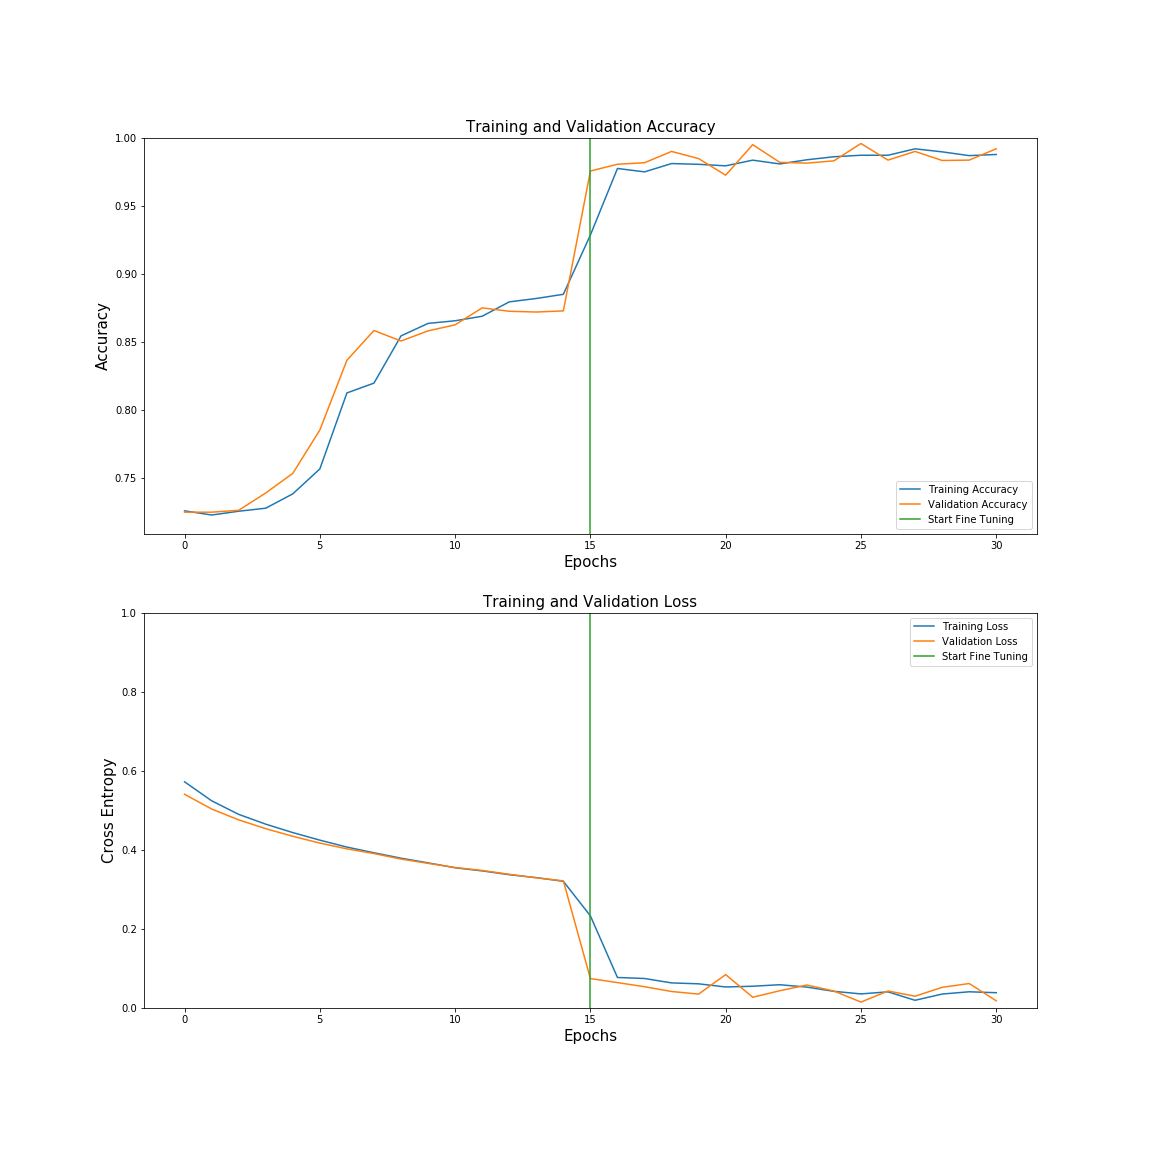 Training and Validation Accuracy
1.00
0.95
0.90
0.85
0.80
0.75
Accuracy
Training Accuracy
Validation Accuracy
Start Fine Tuning
0 5 10 15 20 25 30
Epochs
Training and Validation Loss
1.0
0.8
0.6
0.4
0.2
0.0
Cross Entropy
Training Loss
Validation Loss
Start Fine Tuning
0 5 10 15 20 25 30
Epochs